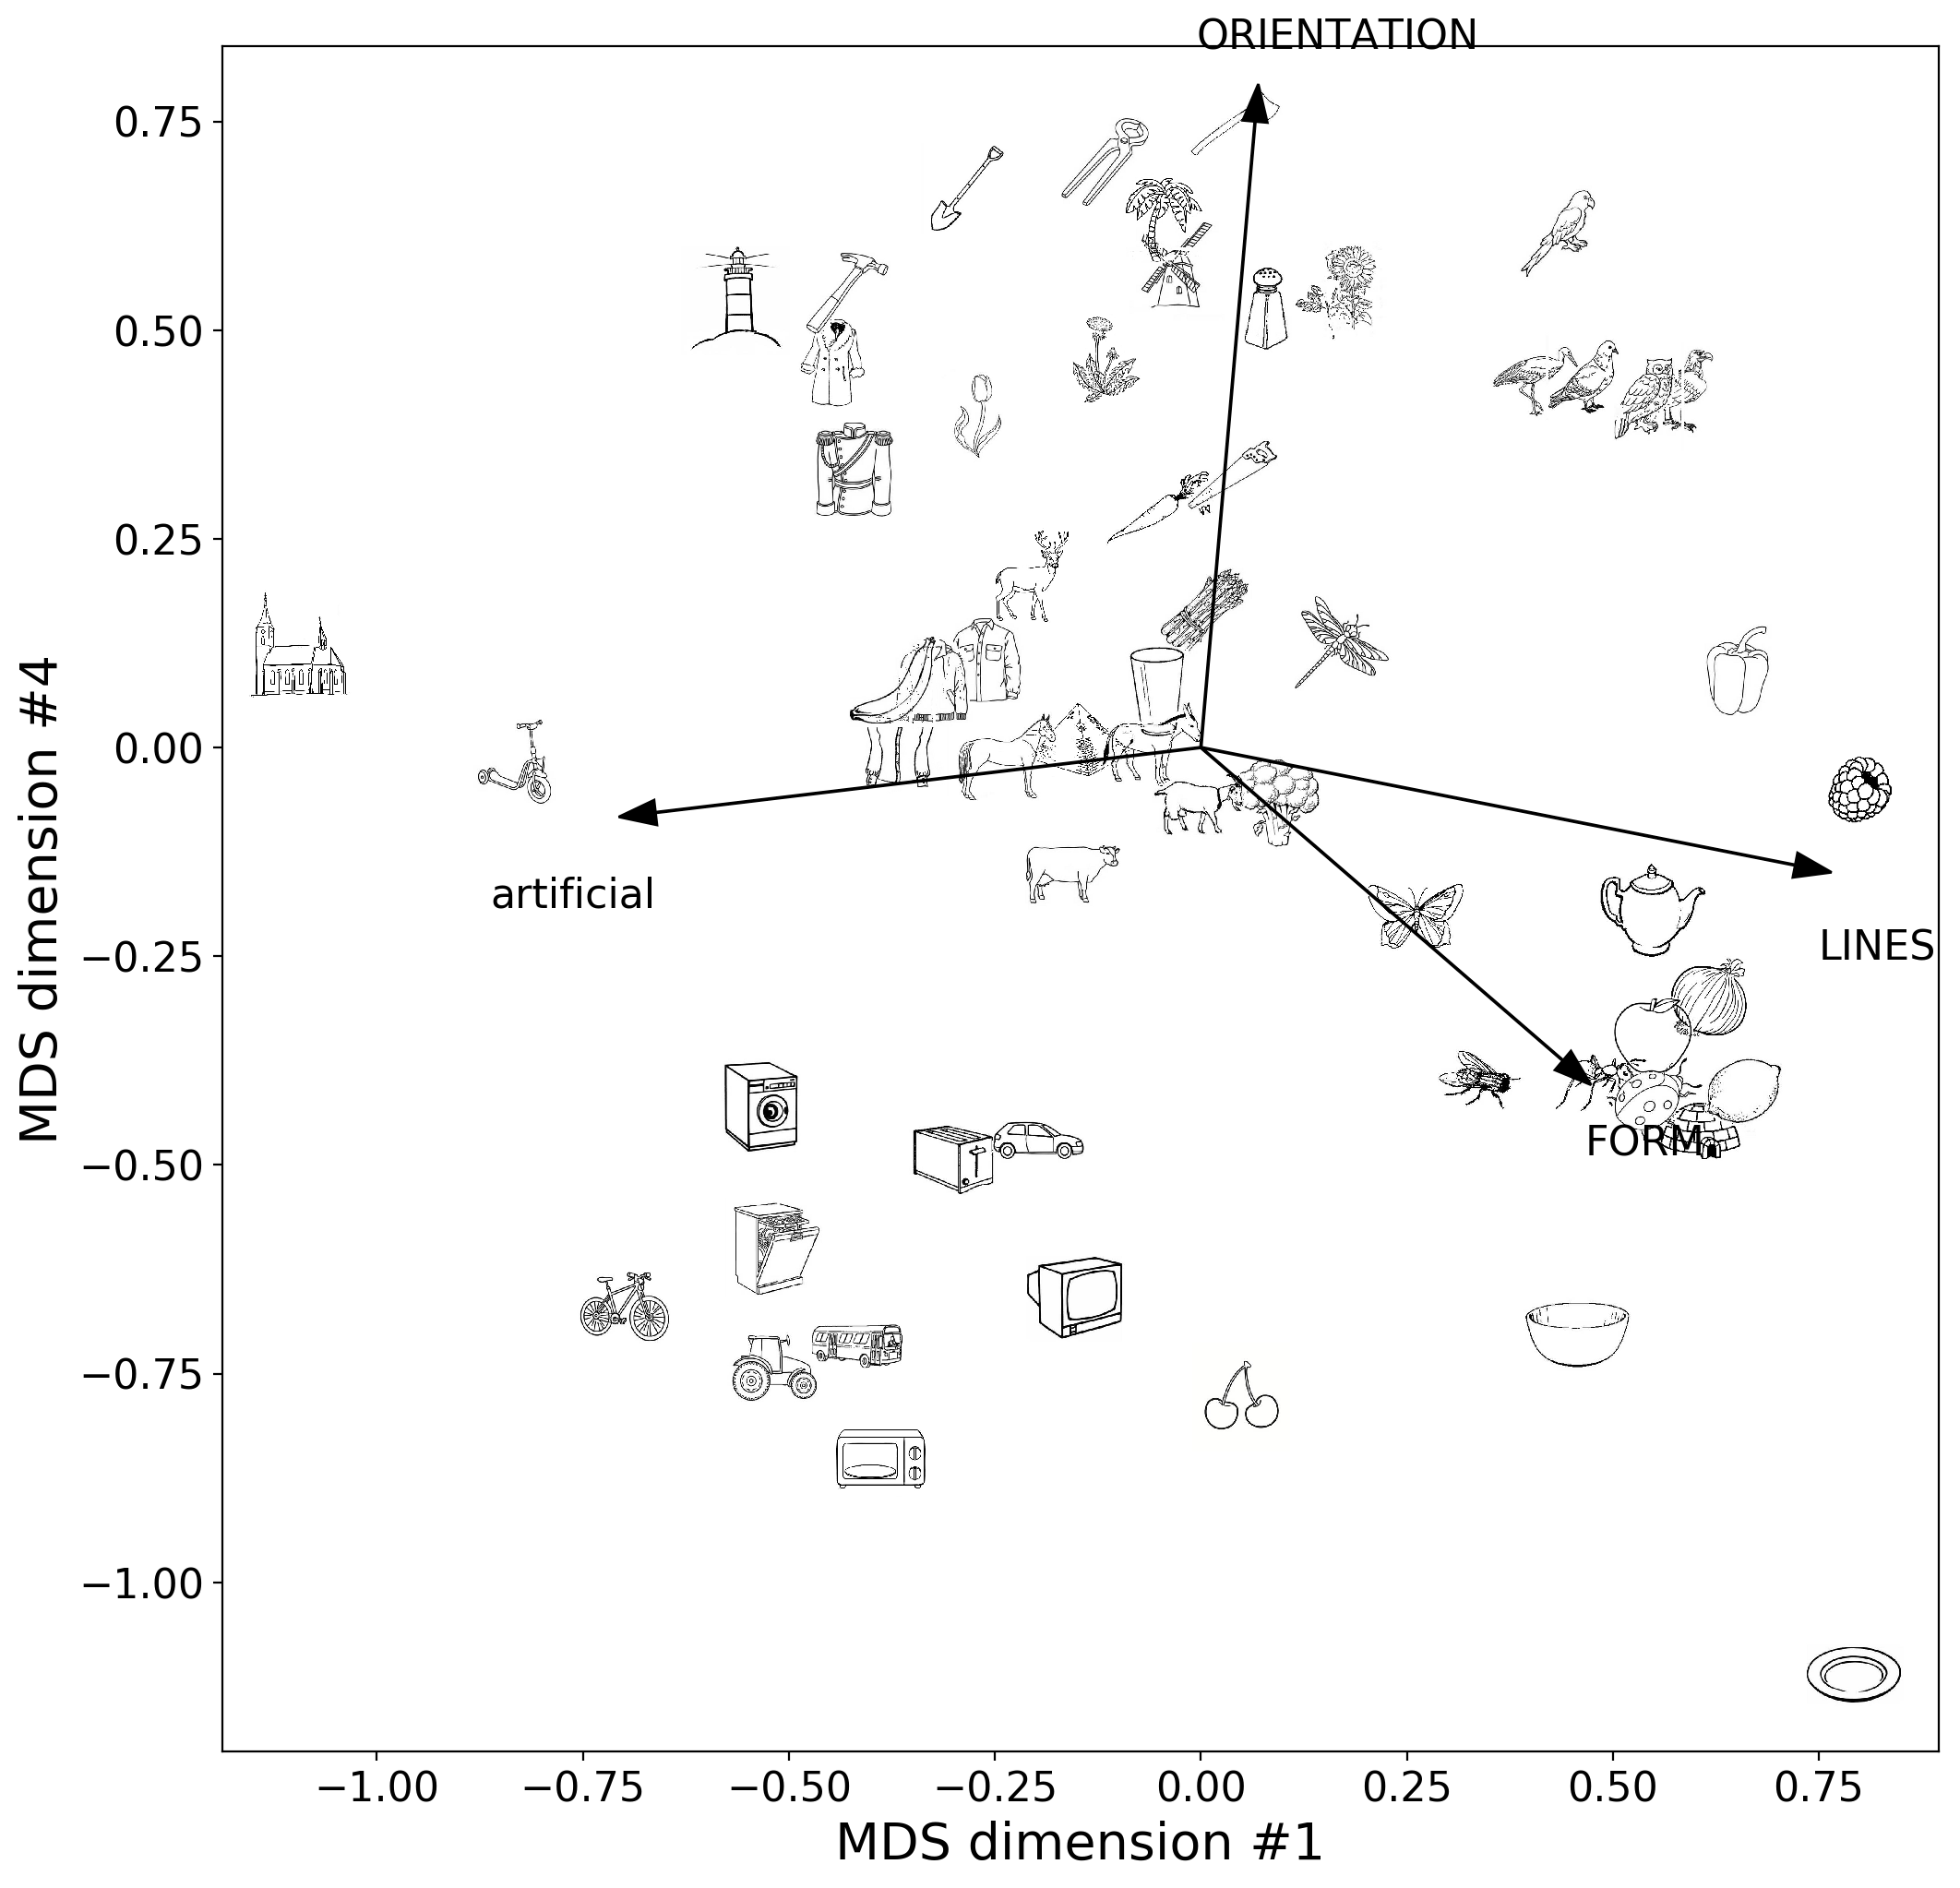 ORIENTATION
0.75
0.50
0.25
0.00
−0.25
−0.50
−0.75
−1.00
MDS dimension #4
artificial
LINES
FORM
−1.00 −0.75 −0.50 −0.25 0.00 0.25 0.50 0.75
MDS dimension #1